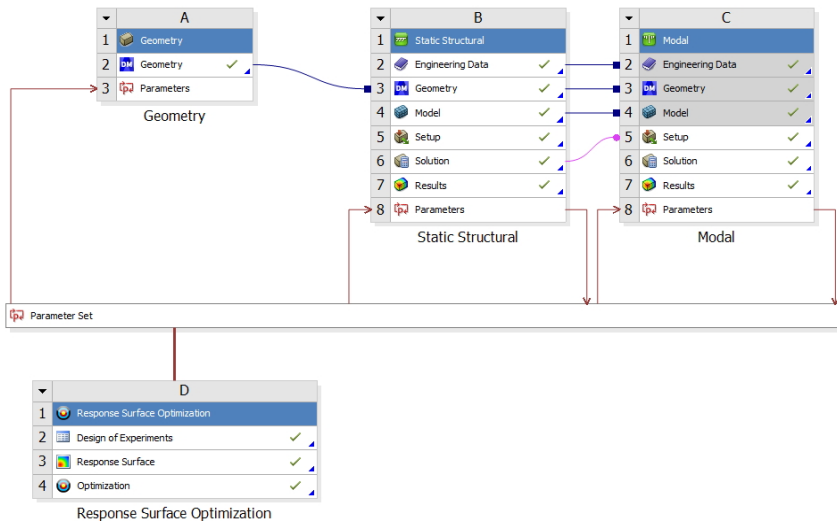 A
1 Geometry
2 DM Geometry
3 Parameters
Geometry
B
1 Static Structural
2 Engineering Data
3 DM Geometry
4 Model
5 Setup
6 Solution
7 Results
8 Parameters
Static Structural
C
1 Modal
2 Engineering Data
3 DM Geometry
4 Model
5 Setup
6 Solution
7 Results
8 Parameters
Modal
Parameter Set
D
1 Response Surface Optimization
2 Design of Experiments
3 Response Surface
4 Optimization
Response Surface Optimization